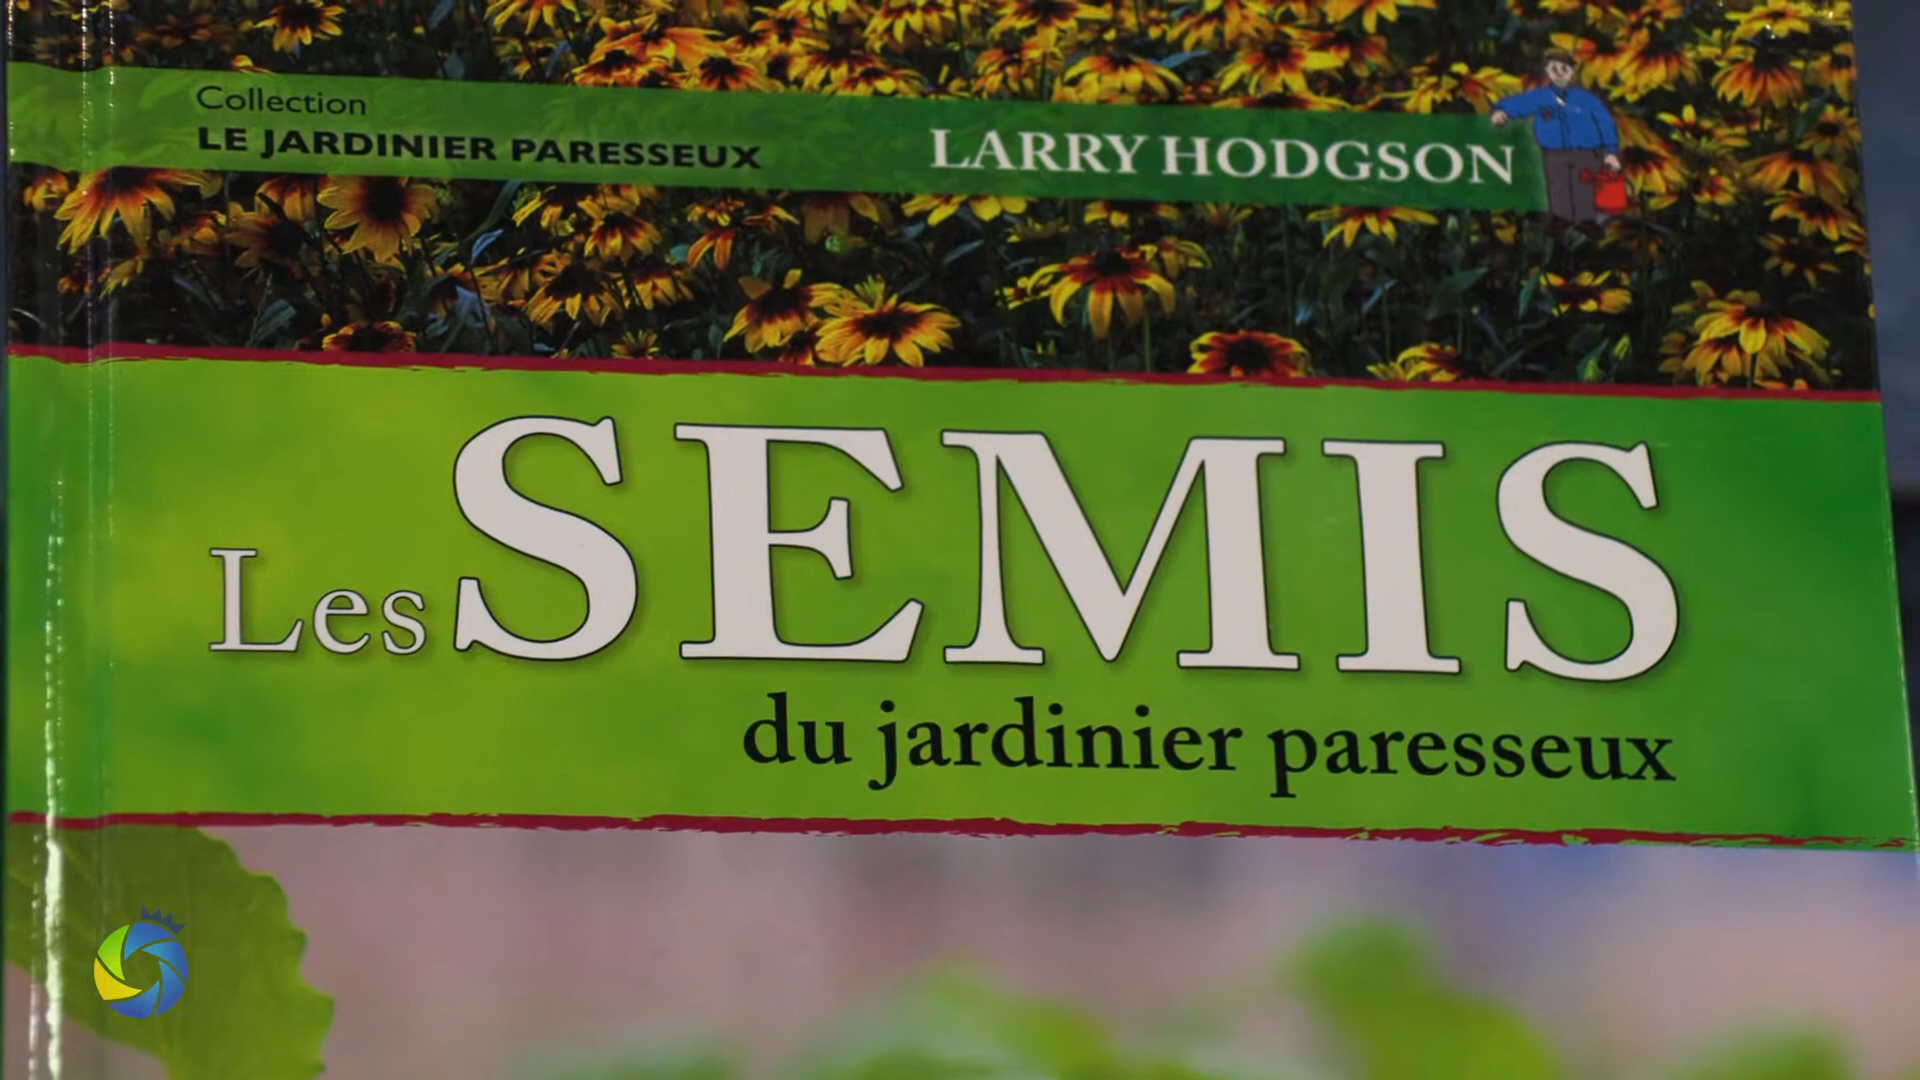 Collection
LE JARDINIER PARESSEUX
LARRY HODGSON
Les SEMIS
du jardinier paresseux